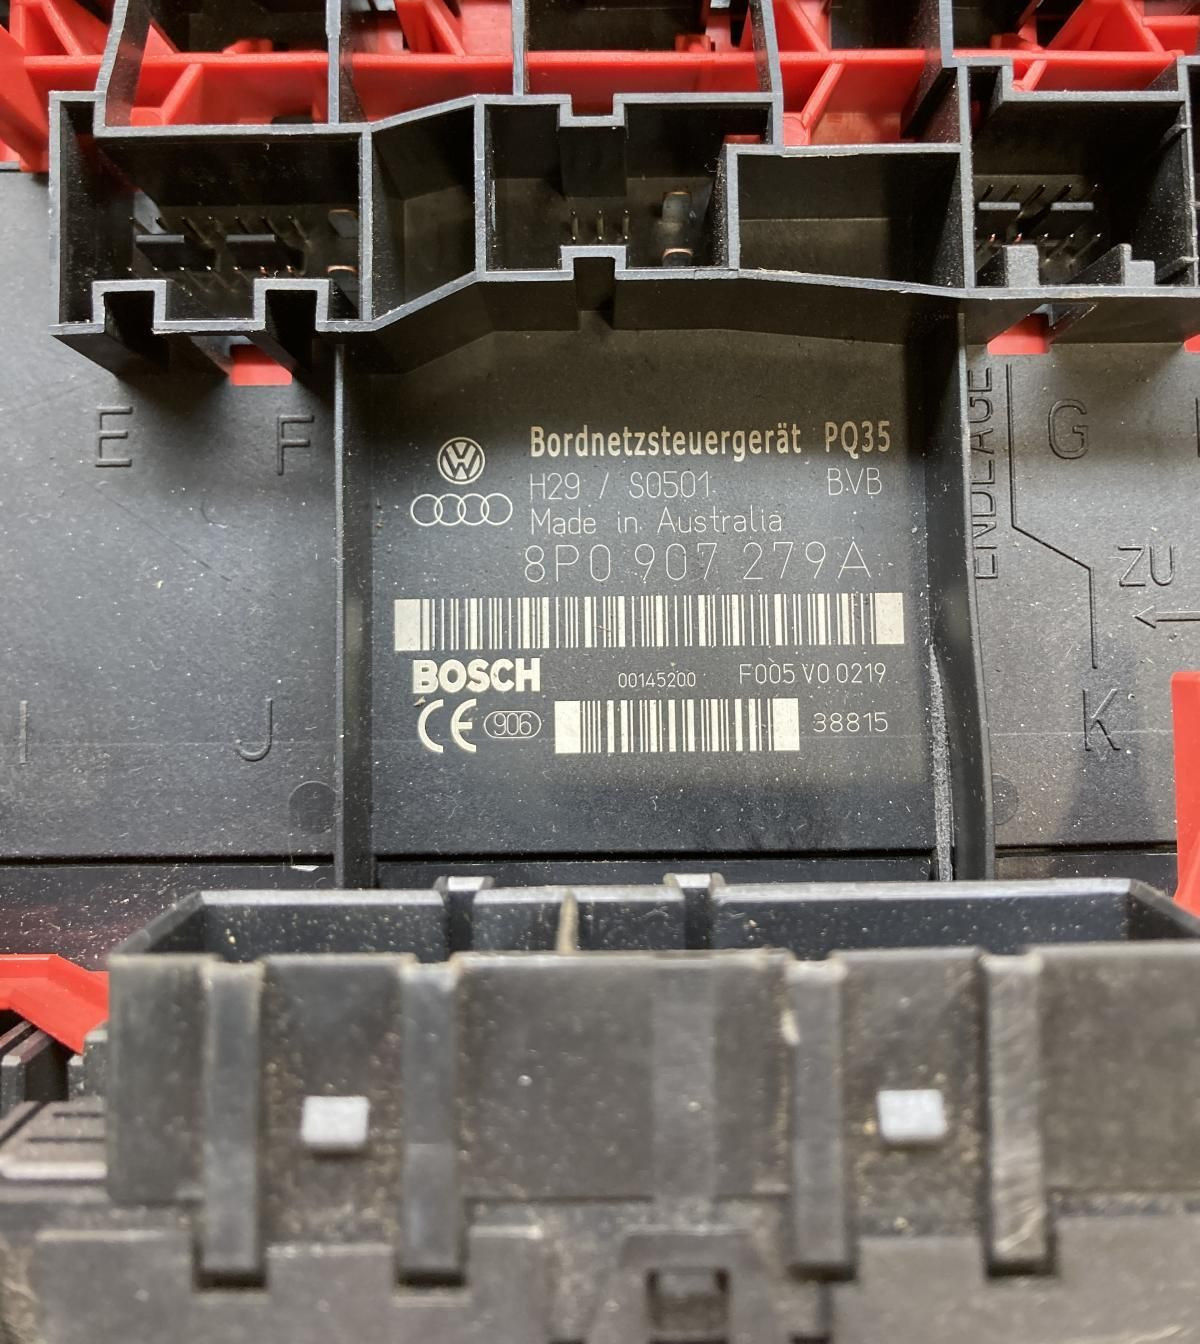 E
F
ENDLAGE
G
Bordnetzsteuergerät PQ35
H29 / S0501 BVB
Made in Australia
8P0 907 279A
ZU
BOSCH 00145200 F005 V0 0219
CE 906 38815
I
J
K